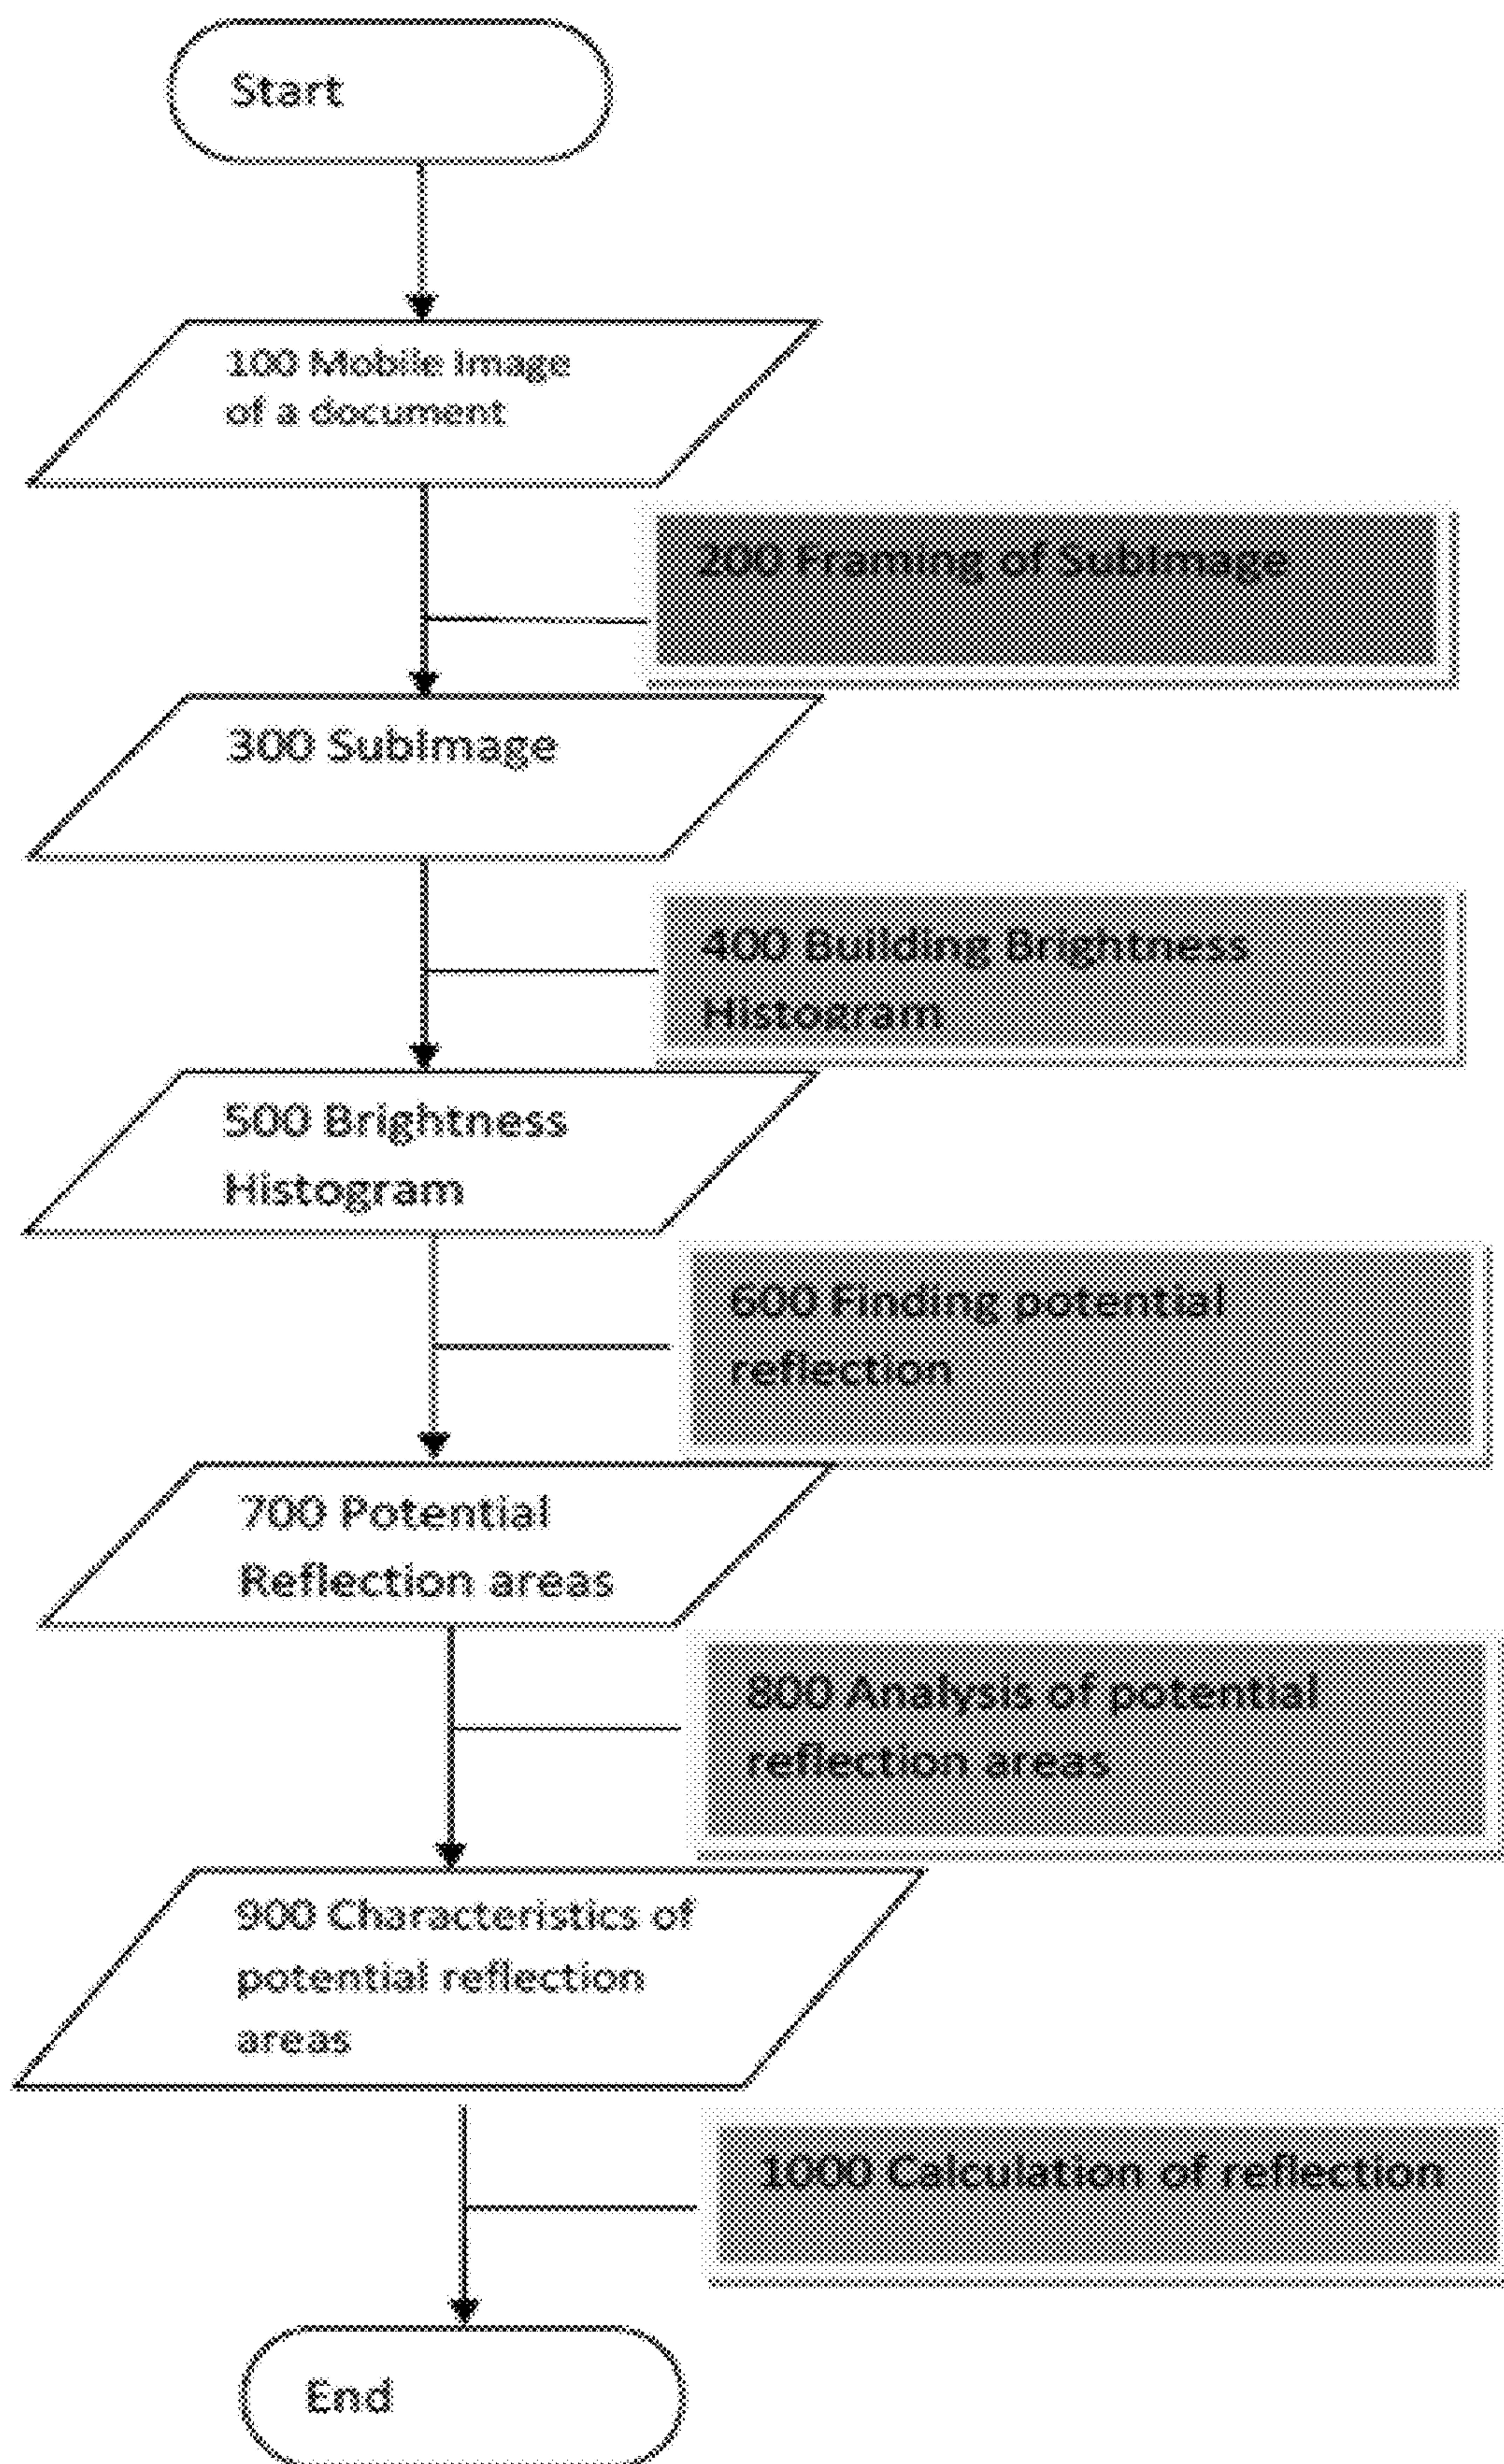 Start
100 Mobile Image
of a document
200 Framing of SubImage
300 SubImage
400 Building Brightness
Histogram
500 Brightness
Histogram
600 Finding potential
reflection
700 Potential
Reflection areas
800 Analysis of potential
reflection areas
900 Characteristics of
potential reflection
areas
1000 Calculation of reflection
End